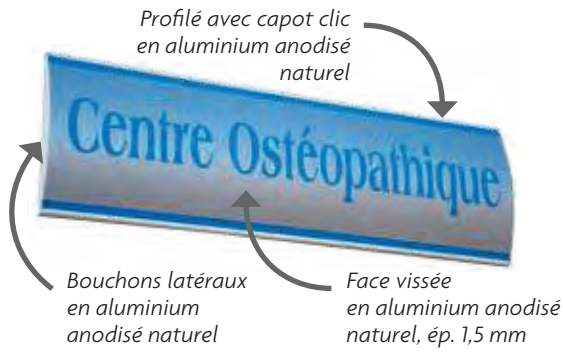 Profilé avec capot clic
en aluminium anodisé
naturel
Centre Ostéopathique
Bouchons latéraux
en aluminium
anodisé naturel
Face vissée
en aluminium anodisé
naturel, ép. 1,5 mm